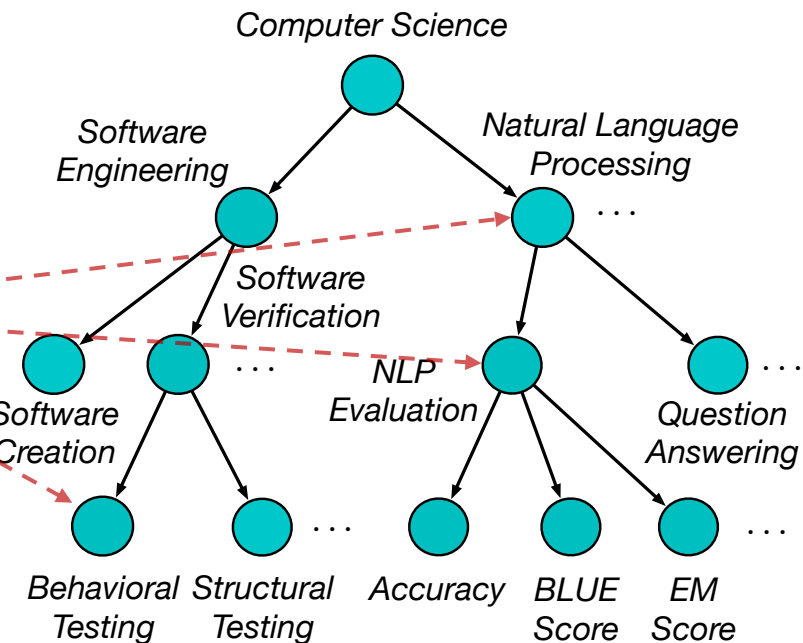 Computer Science
Software
Engineering
Natural Language
Processing
...
Software
Verification
...
...
NLP
Evaluation
Software
Creation
Question
Answering
...
...
Behavioral
Testing
Structural
Testing
Accuracy
BLUE
Score
EM
Score